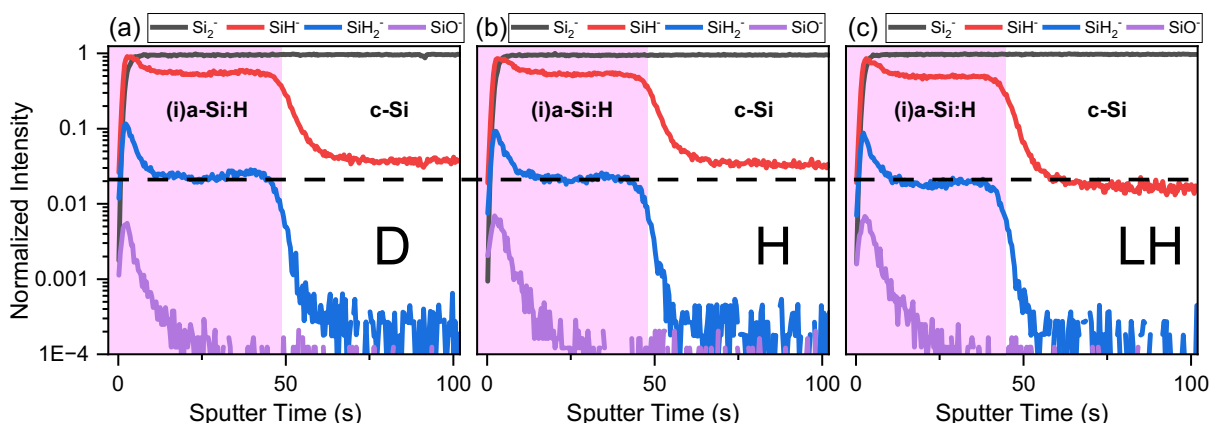 (a) Si₂⁻ SiH⁻ SiH₂⁻ SiO⁻
(b) Si₂⁻ SiH⁻ SiH₂⁻ SiO⁻
(c) Si₂⁻ SiH⁻ SiH₂⁻ SiO⁻
Normalized Intensity
1
0.1
0.01
0.001
1E−4
(i)a-Si:H c-Si
D
0 50 100
Sputter Time (s)
(i)a-Si:H c-Si
H
0 50 100
Sputter Time (s)
(i)a-Si:H c-Si
LH
0 50 100
Sputter Time (s)